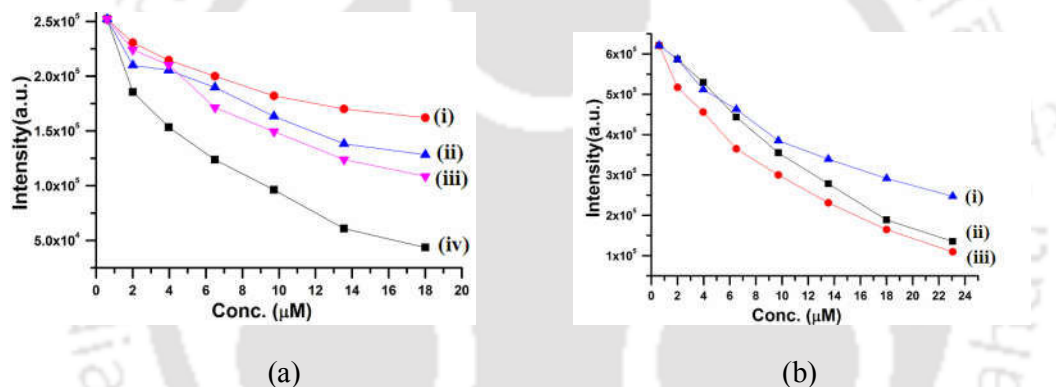 2.5x10⁵
2.0x10⁵
1.5x10⁵
1.0x10⁵
5.0x10⁴
Intensity(a.u.)
(i)
(ii)
(iii)
(iv)
0 2 4 6 8 10 12 14 16 18 20
Conc. (μM)
(a)
6x10⁵
5x10⁵
4x10⁵
3x10⁵
2x10⁵
1x10⁵
Intensity(a.u.)
(i)
(ii)
(iii)
0 2 4 6 8 10 12 14 16 18 20 22 24
Conc. (μM)
(b)